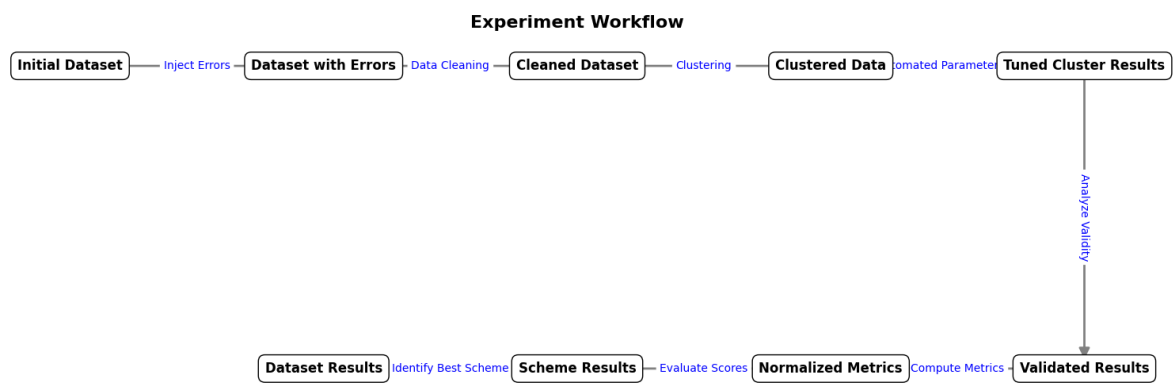 Experiment Workflow
Initial Dataset Inject Errors Dataset with Errors Data Cleaning Cleaned Dataset Clustering Clustered Data Parameter Tuned Cluster Results
Analyze Validity
Dataset Results Identify Best Scheme Scheme Results Evaluate Scores Normalized Metrics Compute Metrics Validated Results